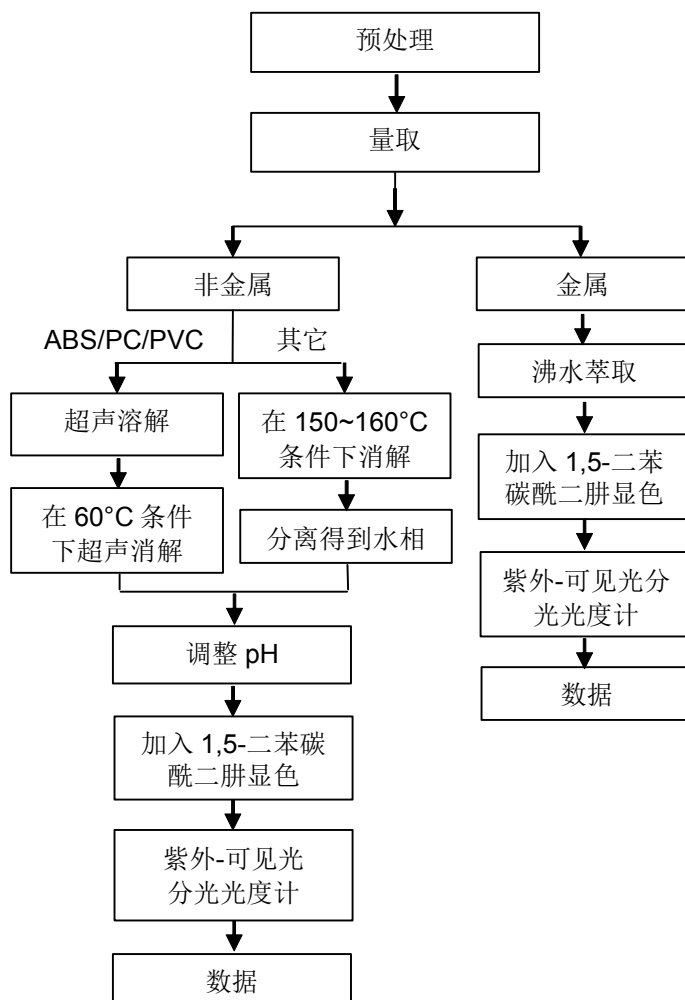 预处理
量取
非金属
金属
ABS/PC/PVC
其它
超声溶解
在 60°C 条件
下超声消解
在 150~160°C
条件下消解
分离得到水相
调整 pH
加入 1,5-二苯碳
酰二肼显色
紫外-可见光
分光光度计
数据
沸水萃取
加入 1,5-二苯
碳酰二肼显色
紫外-可见光分
光光度计
数据